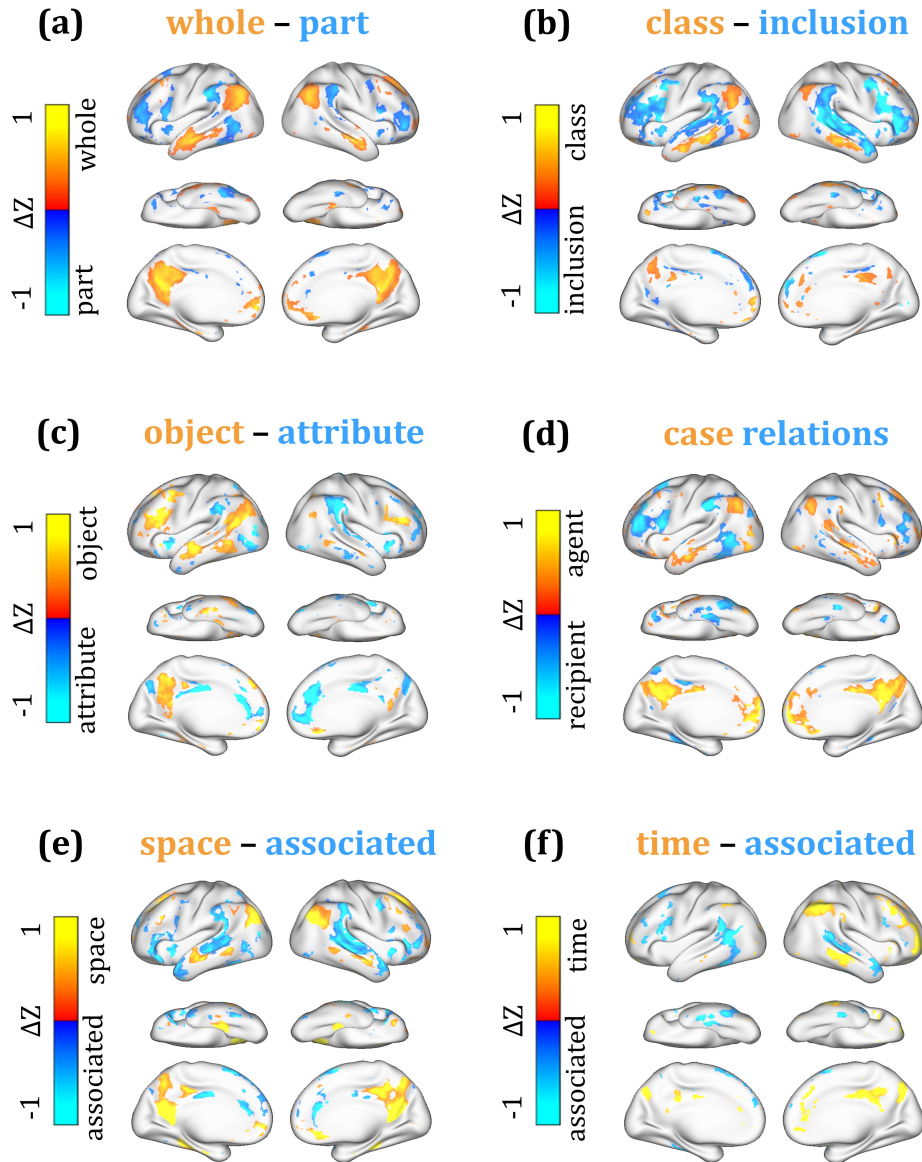 (a) whole – part
1
whole
ΔZ
part
-1
(b) class – inclusion
1
class
ΔZ
inclusion
-1
(c) object – attribute
1
object
ΔZ
attribute
-1
(d) case relations
1
agent
ΔZ
recipient
-1
(e) space – associated
1
space
ΔZ
associated
-1
(f) time – associated
1
time
ΔZ
associated
-1